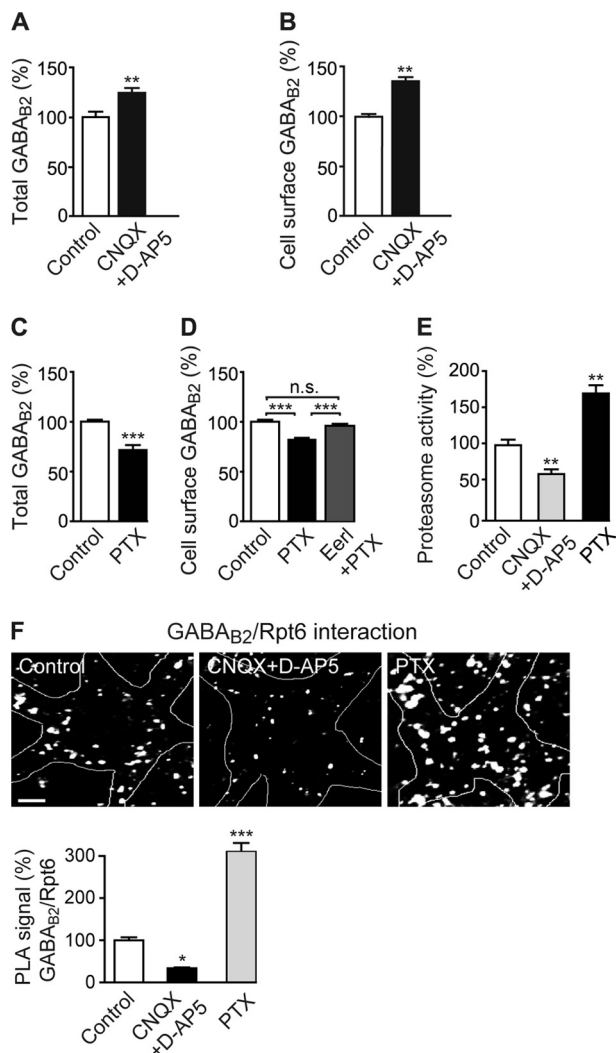 A
Total GABAB2 (%)
150
100
50
0
**
Control
CNQX
+D-AP5
B
Cell surface GABAB2 (%)
150
100
50
0
**
Control
CNQX
+D-AP5
C
Total GABAB2 (%)
150
100
50
0
***
Control
PTX
D
Cell surface GABAB2 (%)
150
100
50
0
n.s.
*** ***
Control
PTX
EerI
+PTX
E
Proteasome activity (%)
200
150
100
50
0
**
**
Control
CNQX
+D-AP5
PTX
F
GABAB2/Rpt6 interaction
Control
CNQX+D-AP5
PTX
PLA signal (%)
GABAB2/Rpt6
300
200
100
0
*
***
Control
CNQX
+D-AP5
PTX